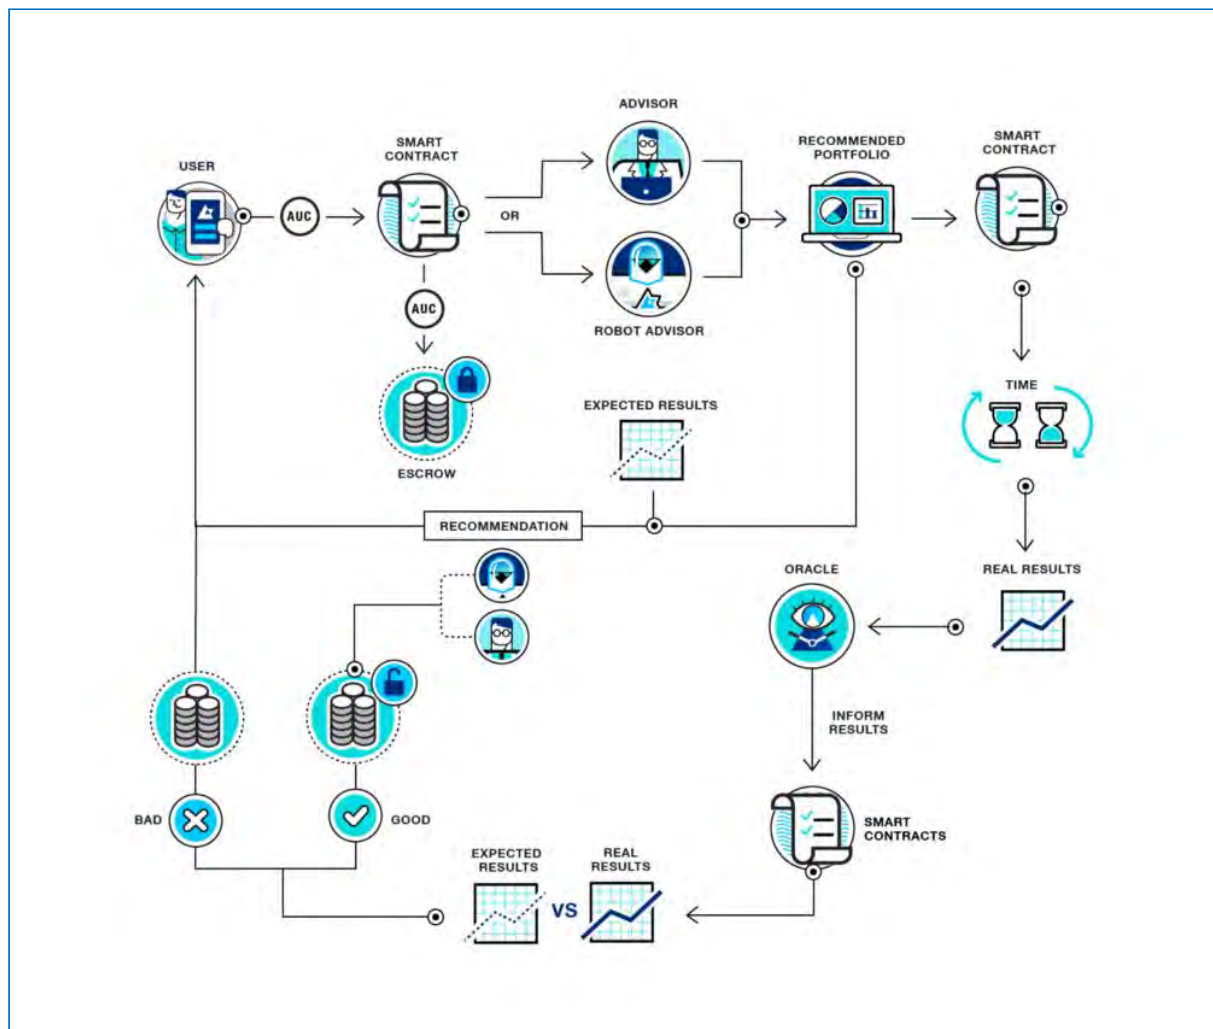 ADVISOR
SMART
CONTRACT
RECOMMENDED
PORTFOLIO
SMART
CONTRACT
USER
AUC
OR
AUC
ROBOT ADVISOR
TIME
EXPECTED RESULTS
ESCROW
RECOMMENDATION
ORACLE
REAL RESULTS
INFORM
RESULTS
BAD
GOOD
SMART
CONTRACTS
EXPECTED
RESULTS
VS
REAL
RESULTS